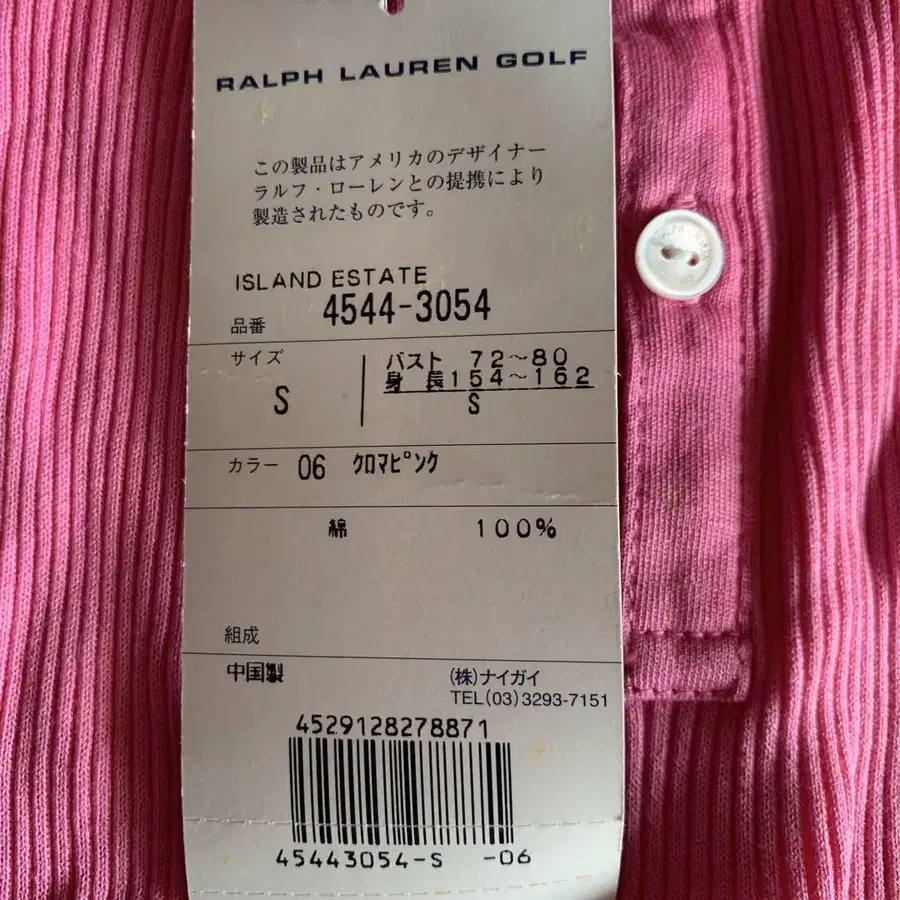 RALPH LAUREN GOLF
この製品はアメリカのデザイナー
ラルフ・ローレンとの提携により
製造されたものです。
ISLAND ESTATE
品番 4544-3054
サイズ
S
バスト 72～80
身長154～162
S
カラー 06 クロマピンク
綿 100%
組成
中国製
(株)ナイガイ
TEL(03)3293-7151
4529128278871
45443054-S -06